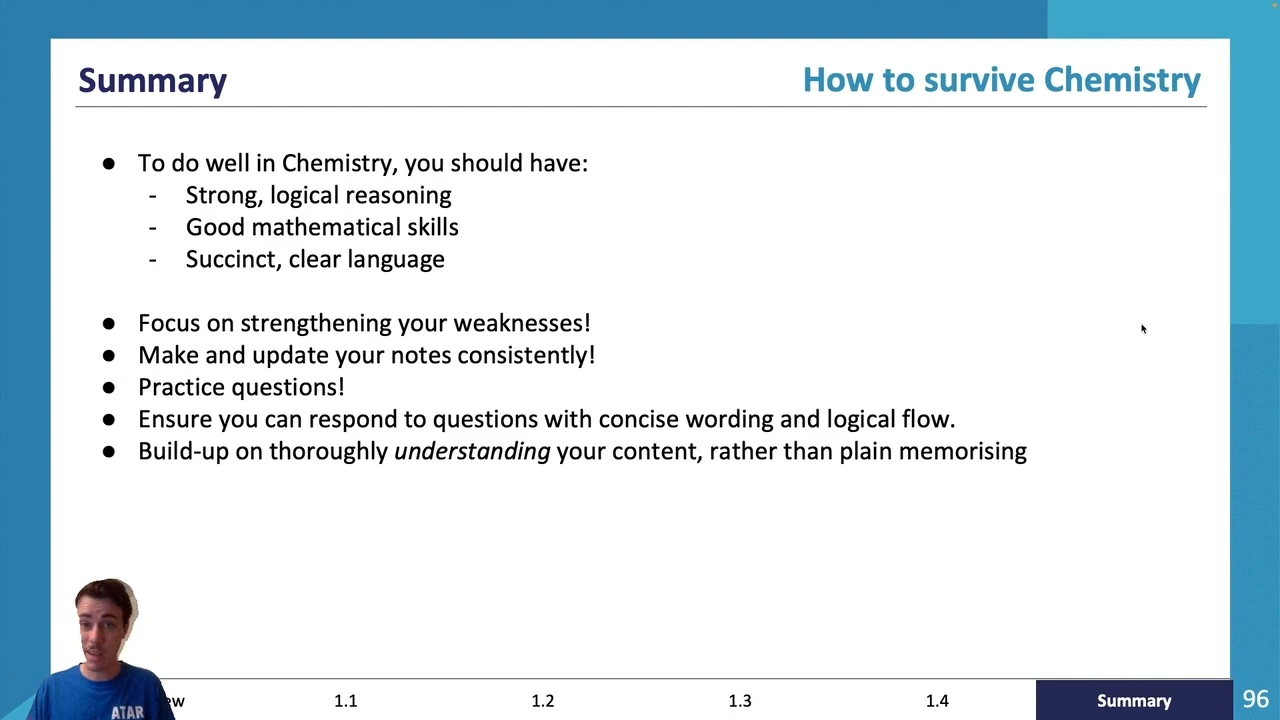 Summary
How to survive Chemistry
● To do well in Chemistry, you should have:
- Strong, logical reasoning
- Good mathematical skills
- Succinct, clear language
● Focus on strengthening your weaknesses!
● Make and update your notes consistently!
● Practice questions!
● Ensure you can respond to questions with concise wording and logical flow.
● Build-up on thoroughly understanding your content, rather than plain memorising
ATAR
1.1 1.2 1.3 1.4 Summary 96